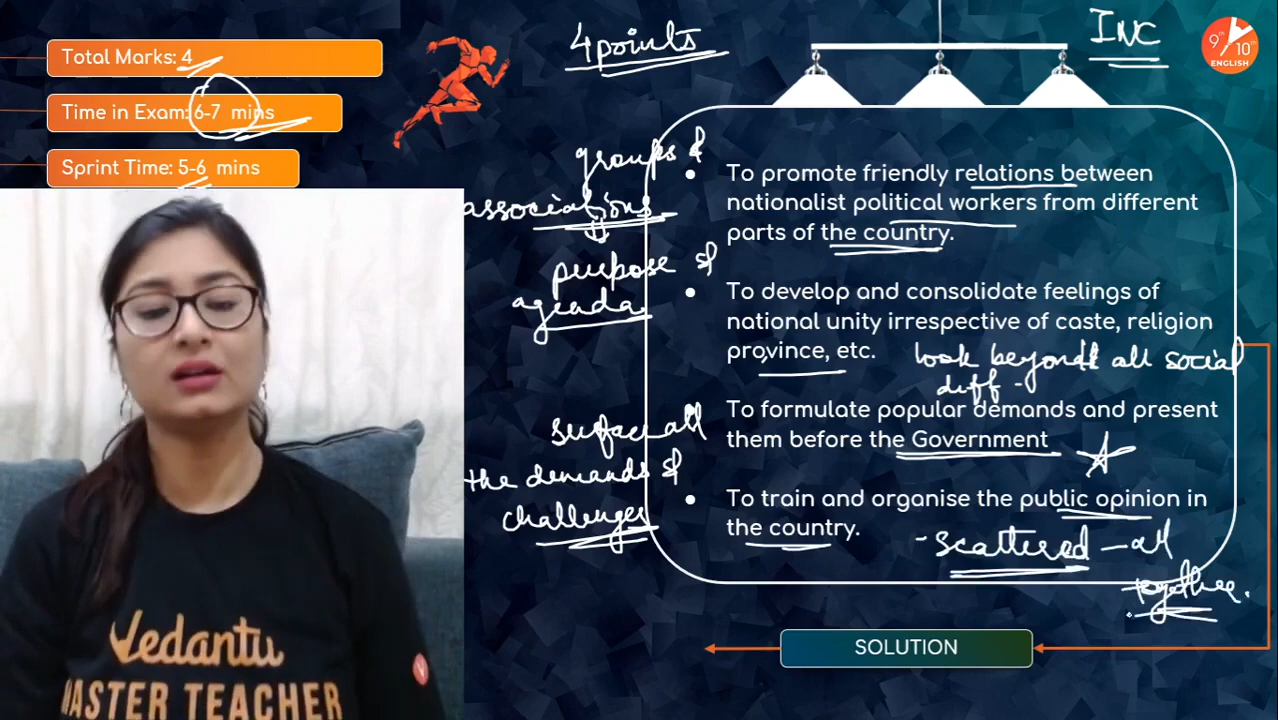 Total Marks: 4
Time in Exam: 6-7 mins
Sprint Time: 5-6 mins
4 points
INC
9th 10th
ENGLISH
groups &
associations
purpose &
agenda
surface all
the demands &
challenges
To promote friendly relations between
nationalist political workers from different
parts of the country.
To develop and consolidate feelings of
national unity irrespective of caste, religion
province, etc.
look beyond all social
diff -
To formulate popular demands and present
them before the Government
To train and organise the public opinion in
the country.
- scattered - all
together.
SOLUTION
Vedantu
MASTER TEACHER